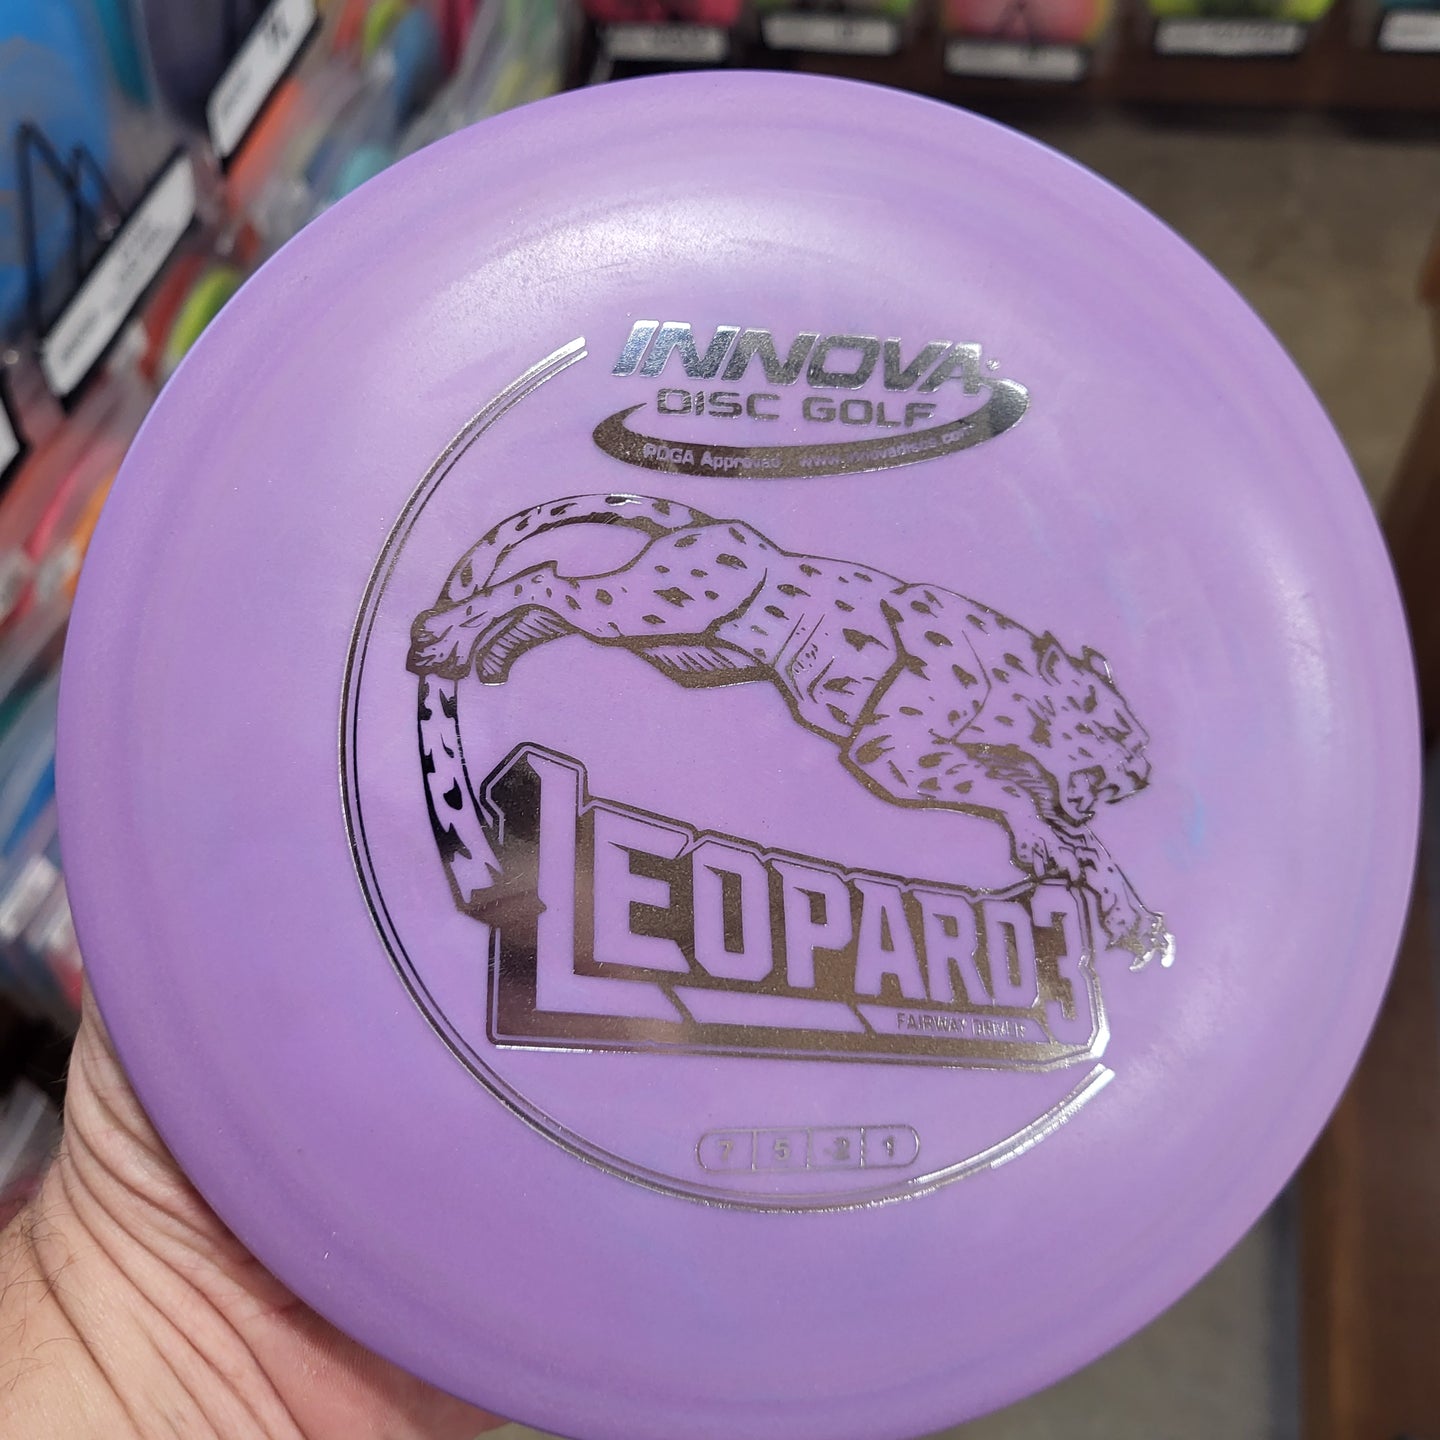 INNOVA
DISC GOLF
PDGA Approved www.innovadiscs.com
LEOPARD3
FAIRWAY DRIVER
7 5 -2 1